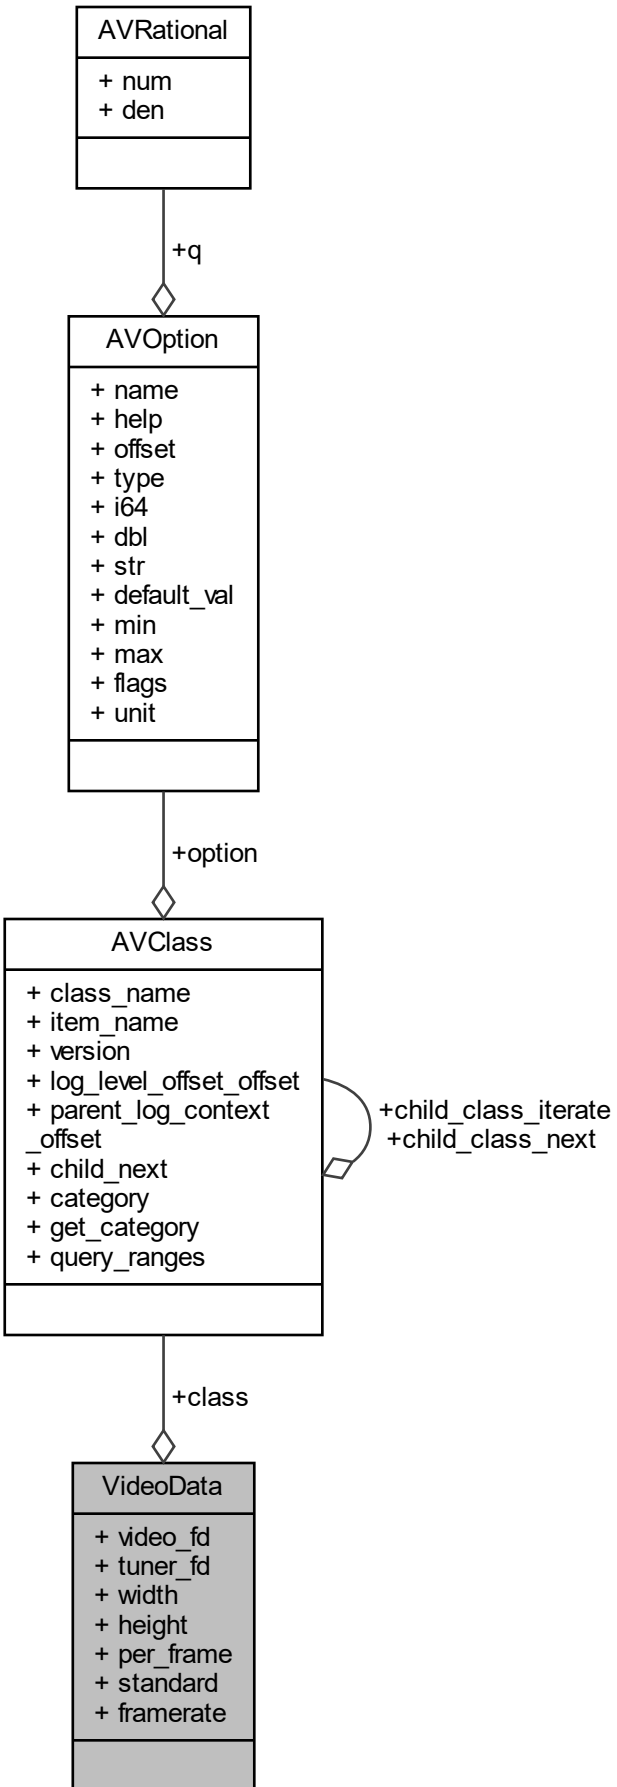 AVRational
+ num
+ den
+q
AVOption
+ name
+ help
+ offset
+ type
+ i64
+ dbl
+ str
+ default_val
+ min
+ max
+ flags
+ unit
+option
AVClass
+ class_name
+ item_name
+ version
+ log_level_offset_offset
+ parent_log_context
_offset
+ child_next
+ category
+ get_category
+ query_ranges
+child_class_iterate
+child_class_next
+class
VideoData
+ video_fd
+ tuner_fd
+ width
+ height
+ per_frame
+ standard
+ framerate